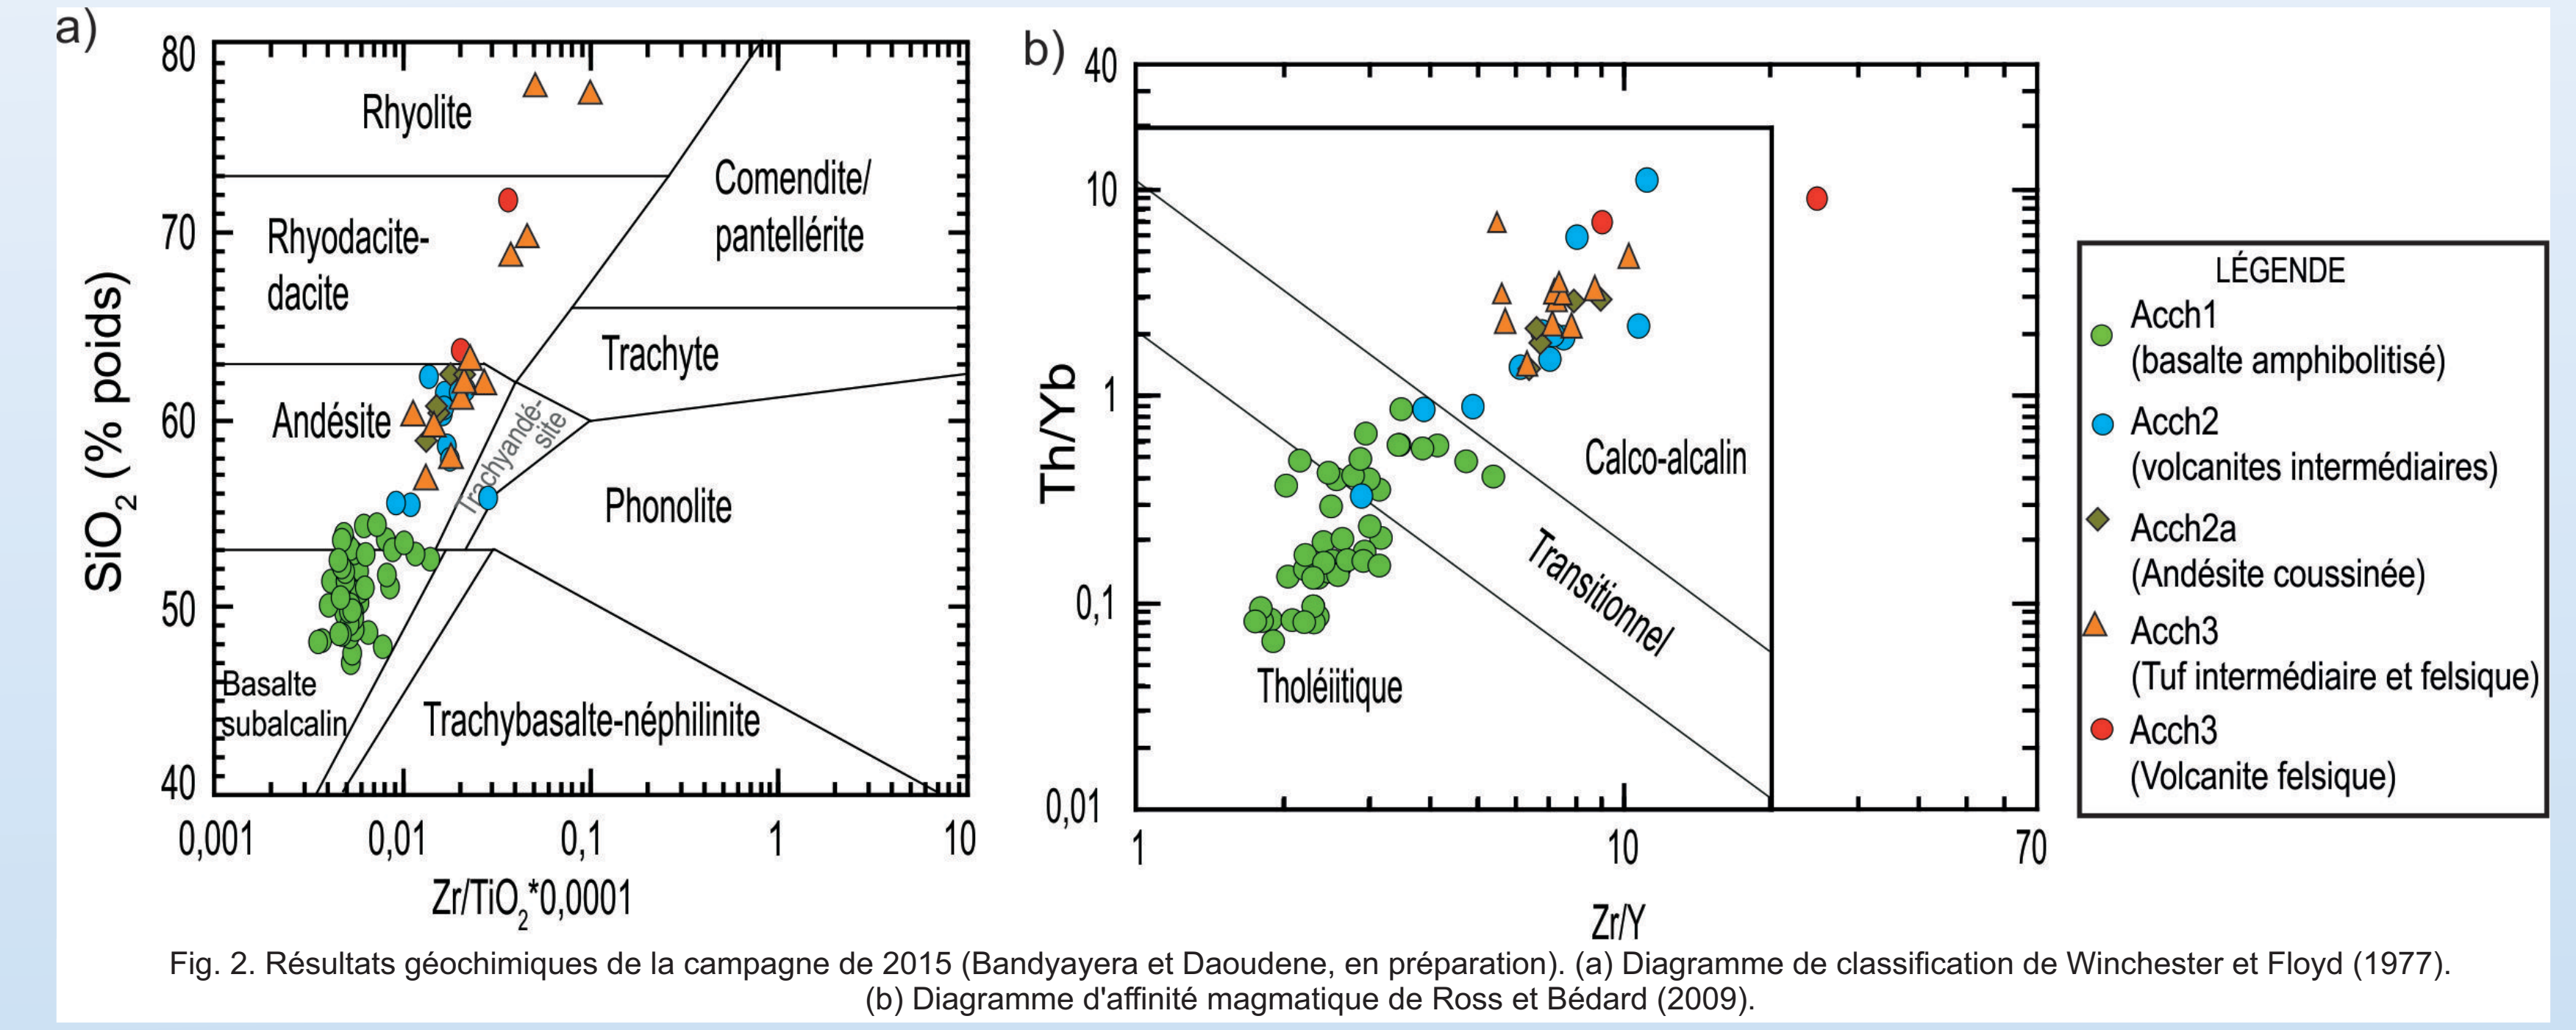 a)
80
70
60
50
40
SiO2 (% poids)
Rhyolite
Comendite/
pantellérite
Rhyodacite-
dacite
Trachyte
Andésite
Trachyandé-
site
Phonolite
Basalte
subalcalin
Trachybasalte-néphilinite
0,001 0,01 0,1 1 10
Zr/TiO2*0,0001
b)
40
10
1
0,1
0,01
Th/Yb
Calco-alcalin
Transitionnel
Tholéiitique
1 10 70
Zr/Y
LÉGENDE
Acch1
(basalte amphibolitisé)
Acch2
(volcanites intermédiaires)
Acch2a
(Andésite coussinée)
Acch3
(Tuf intermédiaire et felsique)
Acch3
(Volcanite felsique)
Fig. 2. Résultats géochimiques de la campagne de 2015 (Bandyayera et Daoudene, en préparation). (a) Diagramme de classification de Winchester et Floyd (1977).
(b) Diagramme d'affinité magmatique de Ross et Bédard (2009).